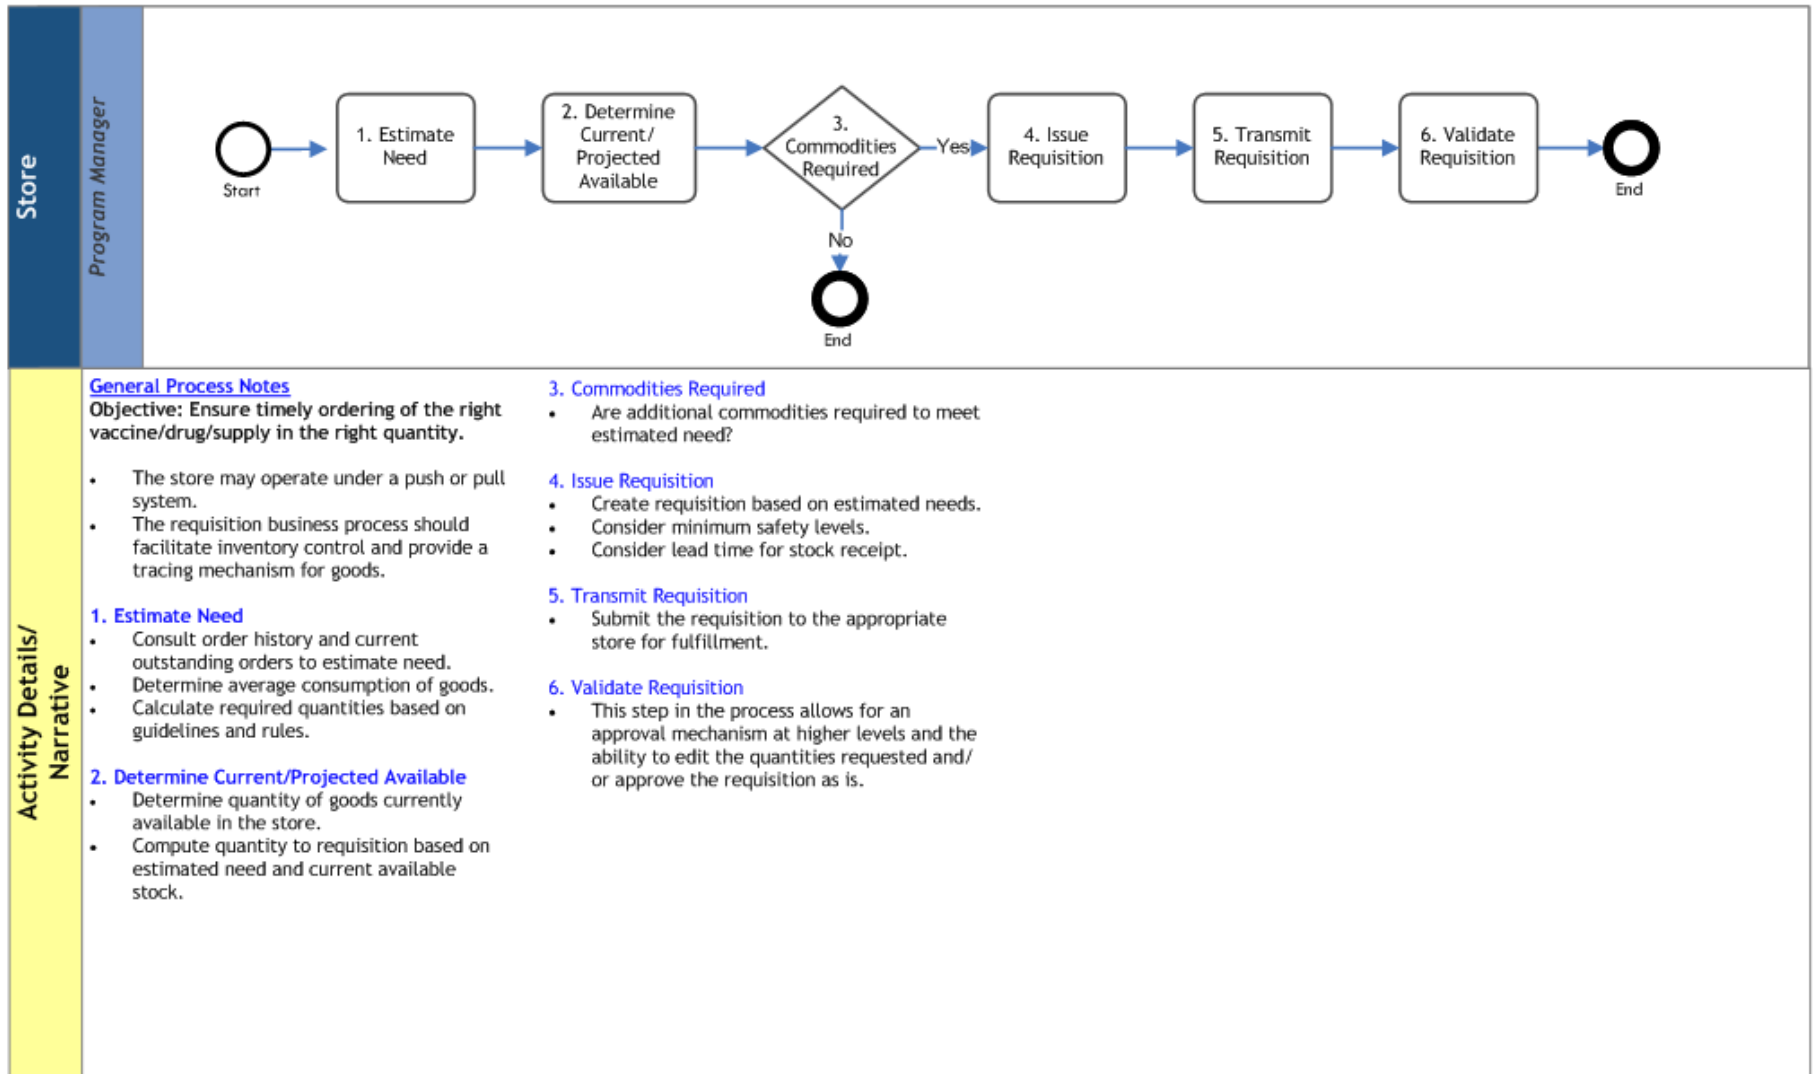 Store
Program Manager
Start
1. Estimate
Need
2. Determine
Current/
Projected
Available
3.
Commodities
Required
Yes
No
End
4. Issue
Requisition
5. Transmit
Requisition
6. Validate
Requisition
End
Activity Details/
Narrative
General Process Notes
Objective: Ensure timely ordering of the right
vaccine/drug/supply in the right quantity.
• The store may operate under a push or pull
system.
• The requisition business process should
facilitate inventory control and provide a
tracing mechanism for goods.
1. Estimate Need
• Consult order history and current
outstanding orders to estimate need.
• Determine average consumption of goods.
• Calculate required quantities based on
guidelines and rules.
2. Determine Current/Projected Available
• Determine quantity of goods currently
available in the store.
• Compute quantity to requisition based on
estimated need and current available
stock.
3. Commodities Required
• Are additional commodities required to meet
estimated need?
4. Issue Requisition
• Create requisition based on estimated needs.
• Consider minimum safety levels.
• Consider lead time for stock receipt.
5. Transmit Requisition
• Submit the requisition to the appropriate
store for fulfillment.
6. Validate Requisition
• This step in the process allows for an
approval mechanism at higher levels and the
ability to edit the quantities requested and/
or approve the requisition as is.